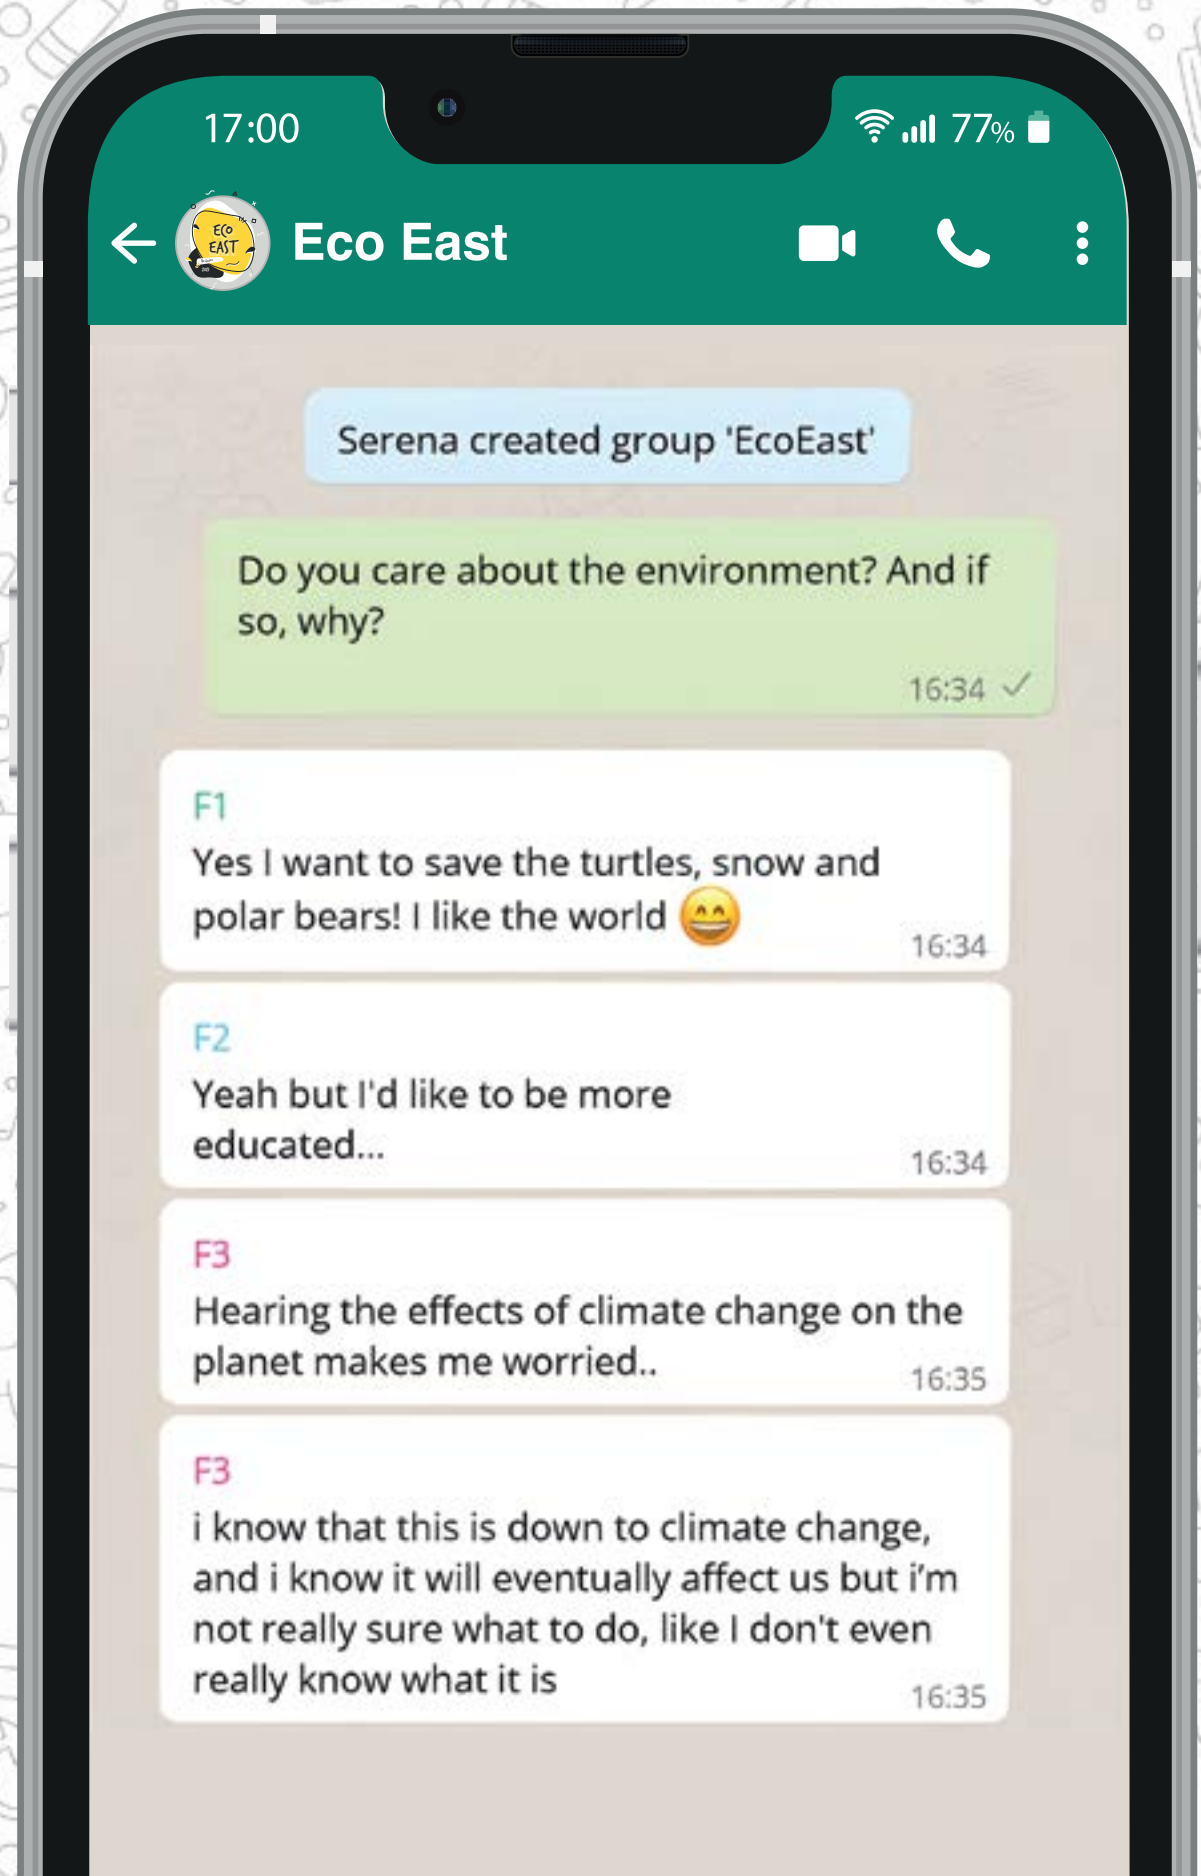 17:00
77%
ECO
EAST
Eco East
Serena created group 'EcoEast'
Do you care about the environment? And if
so, why?
16:34
F1
Yes I want to save the turtles, snow and
polar bears! I like the world 😄
16:34
F2
Yeah but I'd like to be more
educated...
16:34
F3
Hearing the effects of climate change on the
planet makes me worried..
16:35
F3
i know that this is down to climate change,
and i know it will eventually affect us but i’m
not really sure what to do, like I don't even
really know what it is
16:35